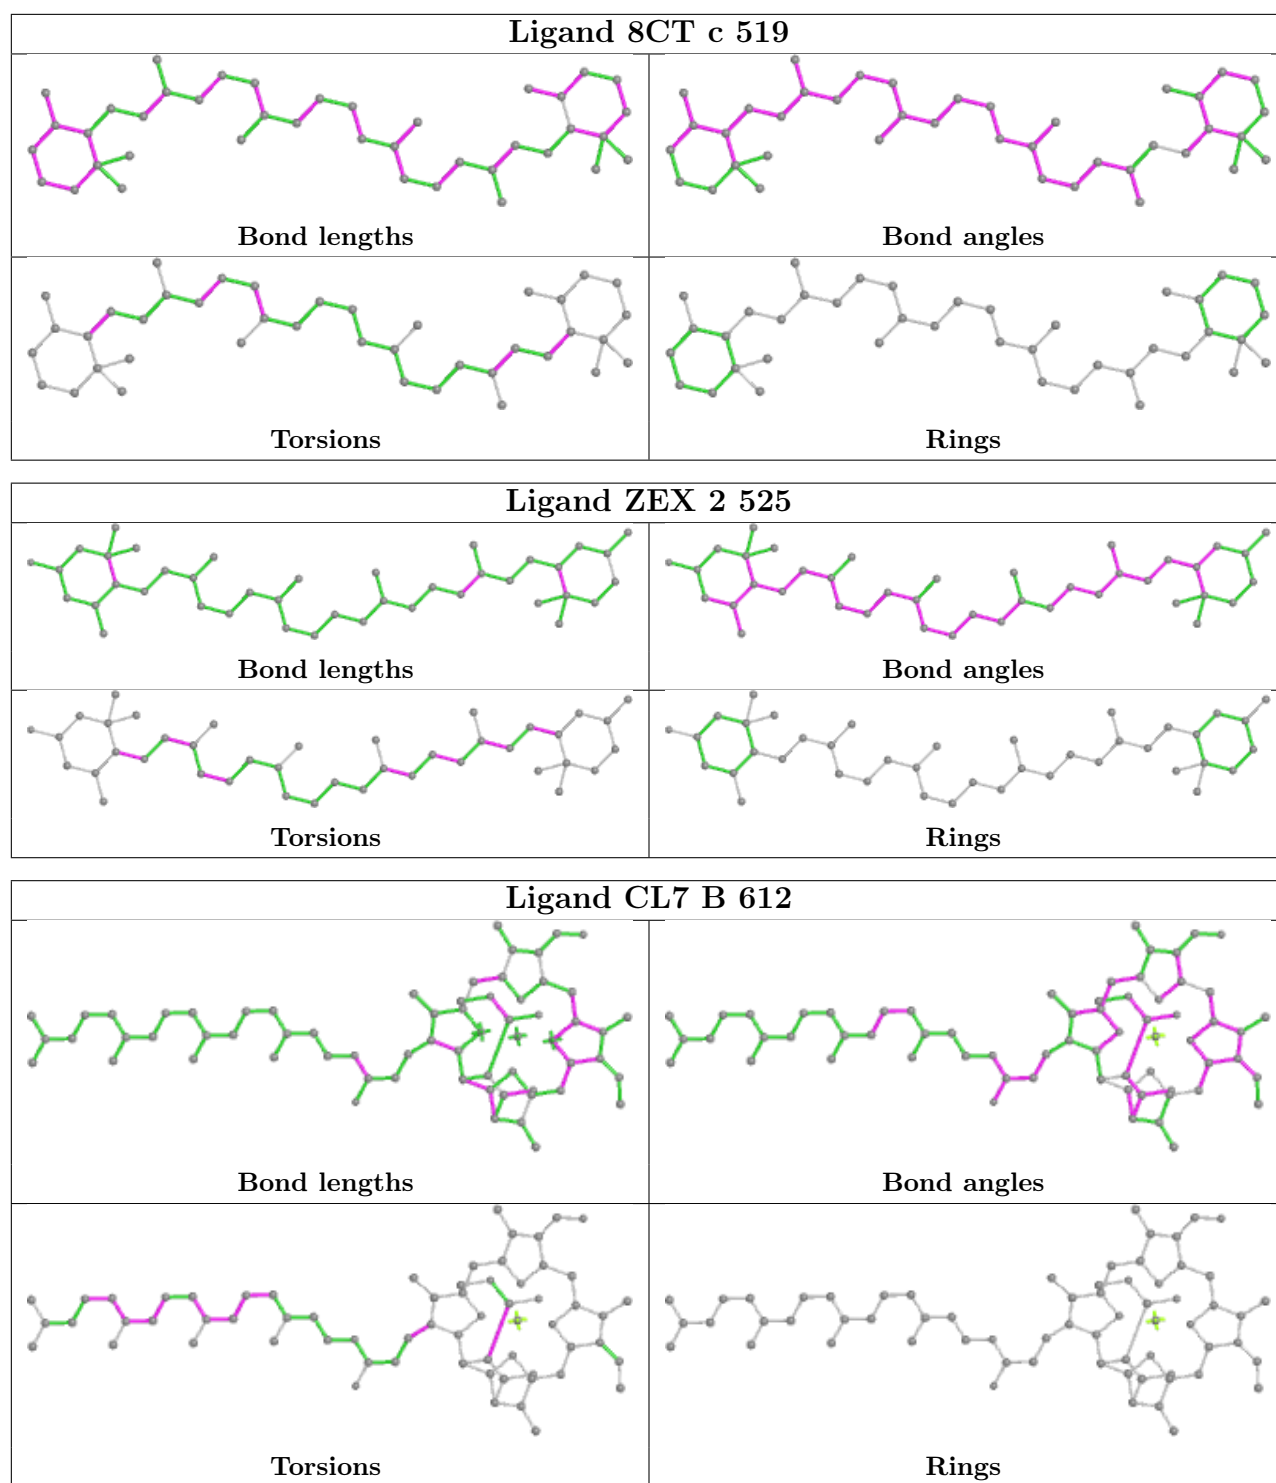 Ligand 8CT c 519
Bond lengths
Bond angles
Torsions
Rings
Ligand ZEX 2 525
Bond lengths
Bond angles
Torsions
Rings
Ligand CL7 B 612
Bond lengths
Bond angles
Torsions
Rings